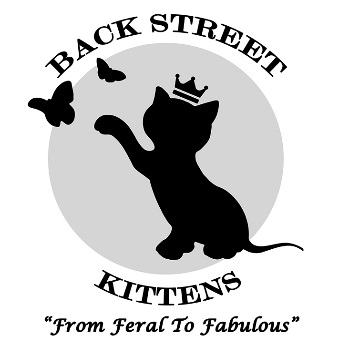 BACK STREET
KITTENS
“From Feral To Fabulous”